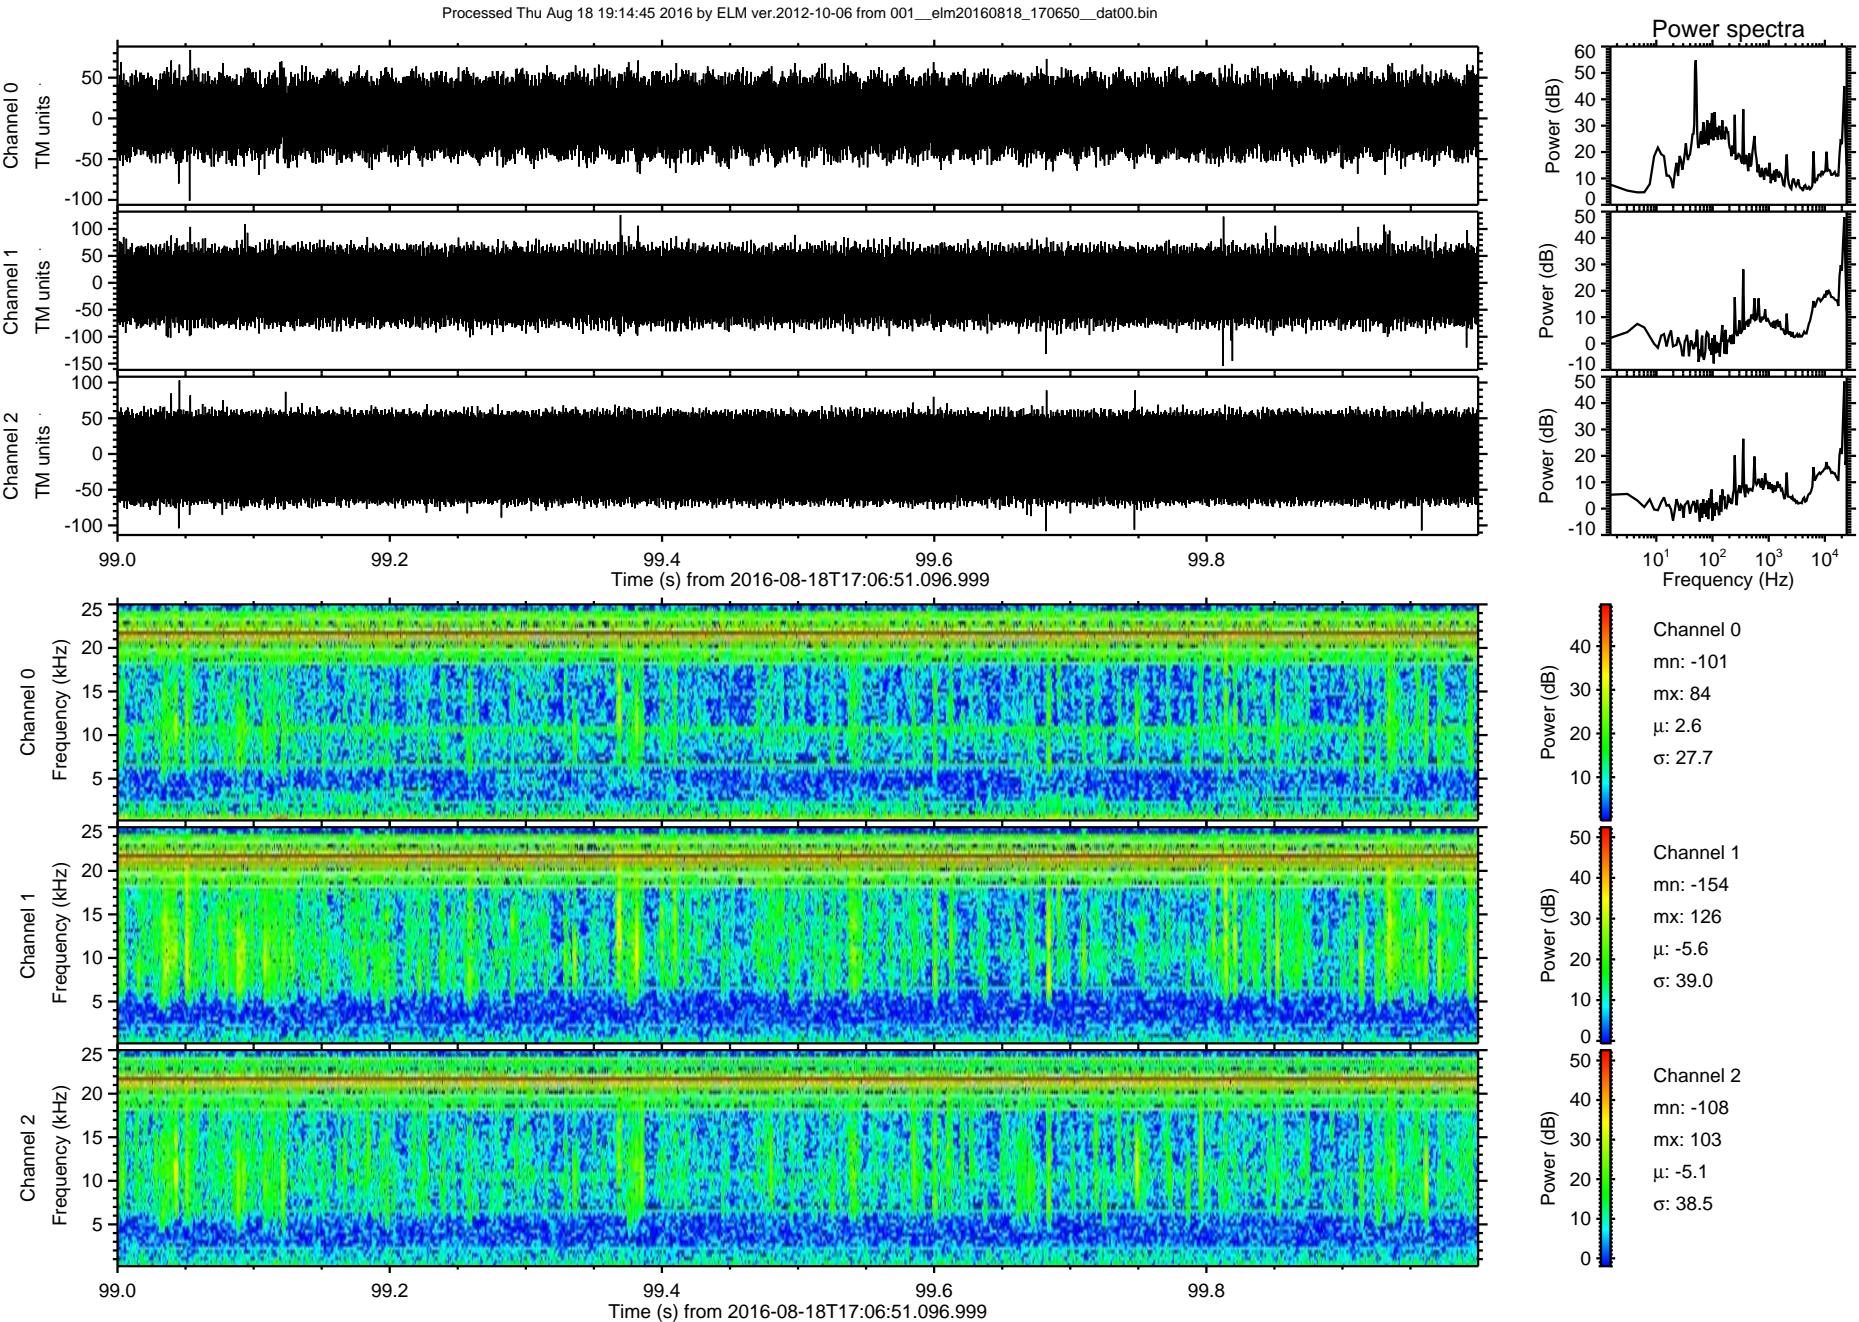 Processed Thu Aug 18 19:14:45 2016 by ELM ver.2012-10-06 from 001__elm20160818_170650__dat00.bin
Power spectra
Channel 0
TM units
50
0
-50
-100
Power (dB)
60
50
40
30
20
10
0
Channel 1
TM units
100
50
0
-50
-100
-150
Power (dB)
50
40
30
20
10
0
-10
Channel 2
TM units
100
50
0
-50
-100
Power (dB)
50
40
30
20
10
0
-10
99.0 99.2 99.4 99.6 99.8
Time (s) from 2016-08-18T17:06:51.096.999
10¹ 10² 10³ 10⁴
Frequency (Hz)
Channel 0
Frequency (kHz)
25
20
15
10
5
Power (dB)
40
30
20
10
Channel 0
mn: -101
mx: 84
μ: 2.6
σ: 27.7
Channel 1
Frequency (kHz)
25
20
15
10
5
Power (dB)
50
40
30
20
10
0
Channel 1
mn: -154
mx: 126
μ: -5.6
σ: 39.0
Channel 2
Frequency (kHz)
25
20
15
10
5
Power (dB)
50
40
30
20
10
0
Channel 2
mn: -108
mx: 103
μ: -5.1
σ: 38.5
99.0 99.2 99.4 99.6 99.8
Time (s) from 2016-08-18T17:06:51.096.999